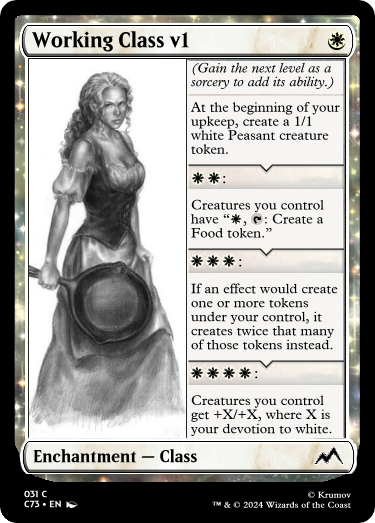 Working Class v1
(Gain the next level as a
sorcery to add its ability.)
At the beginning of your
upkeep, create a 1/1
white Peasant creature
token.
:
Creatures you control
have “, : Create a
Food token.”
:
If an effect would create
one or more tokens
under your control, it
creates twice that many
of those tokens instead.
:
Creatures you control
get +X/+X, where X is
your devotion to white.
Enchantment — Class
031 C
C73 • EN
© Krumov
™ & © 2024 Wizards of the Coast